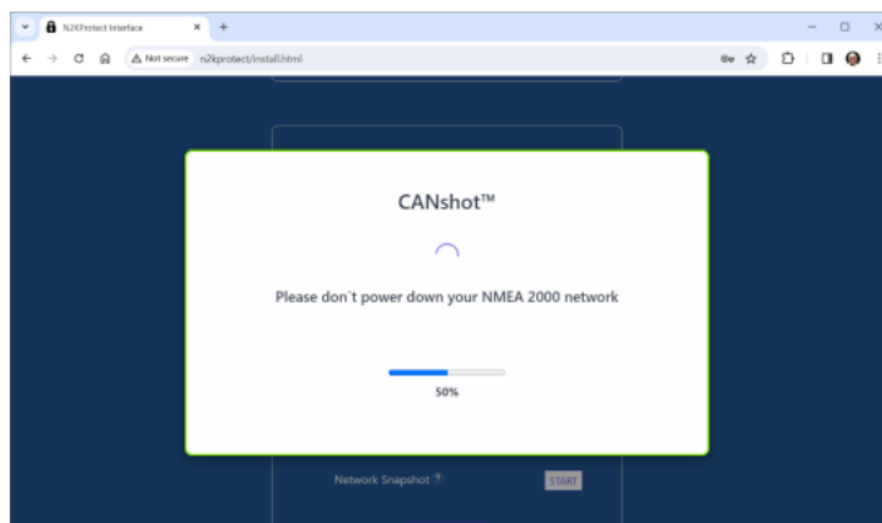 N2KProtect Interface
Not secure n2kprotect/install.html
CANshot™
Please don`t power down your NMEA 2000 network
50%
Network Snapshot ?
START